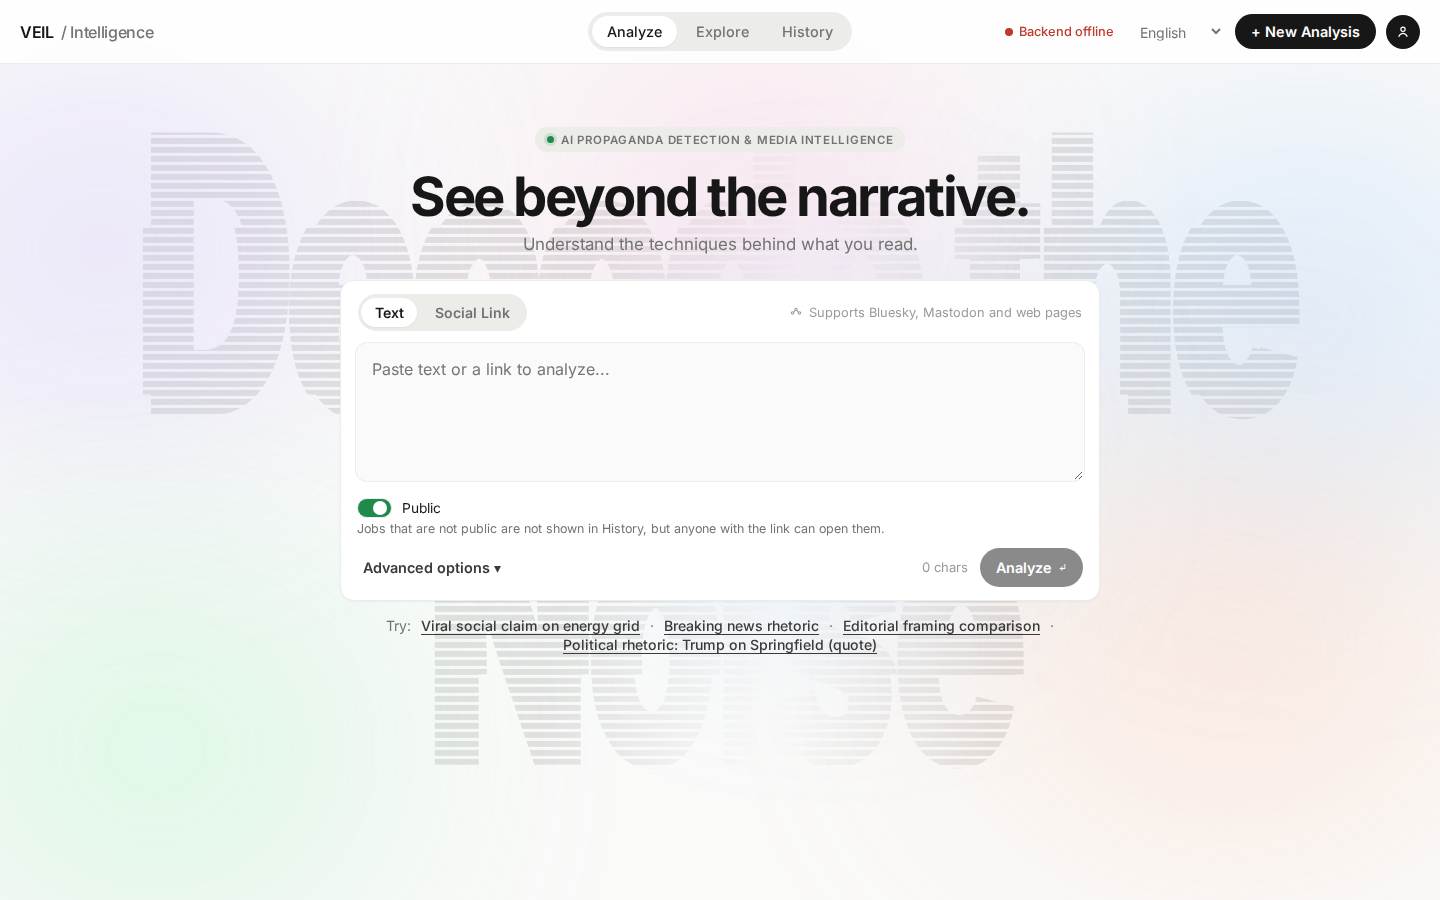 VEIL / Intelligence
Analyze
Explore
History
Backend offline
English
+ New Analysis
AI PROPAGANDA DETECTION & MEDIA INTELLIGENCE
See beyond the narrative.
Understand the techniques behind what you read.
Text
Social Link
Supports Bluesky, Mastodon and web pages
Paste text or a link to analyze...
Public
Jobs that are not public are not shown in History, but anyone with the link can open them.
Advanced options ▾
0 chars
Analyze ↵
Try: Viral social claim on energy grid · Breaking news rhetoric · Editorial framing comparison ·
Political rhetoric: Trump on Springfield (quote)
the
Noise